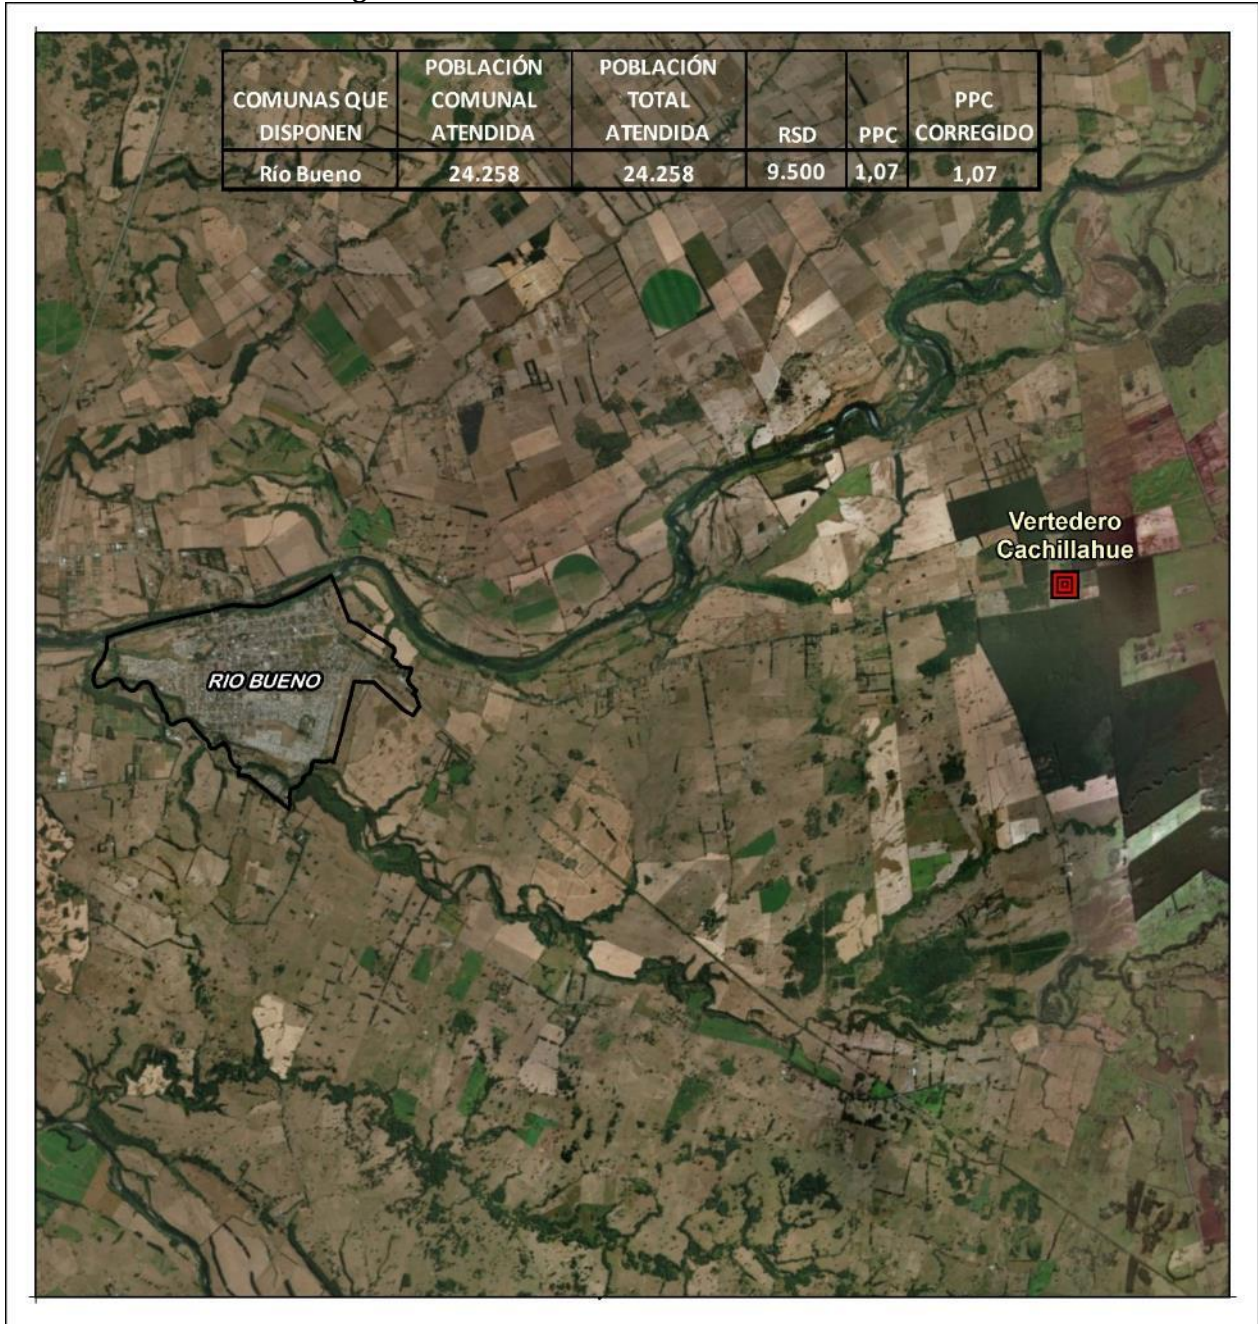 COMUNAS QUE DISPONEN
POBLACIÓN COMUNAL ATENDIDA
POBLACIÓN TOTAL ATENDIDA
RSD
PPC
PPC CORREGIDO
Río Bueno
24.258
24.258
9.500
1,07
1,07
Vertedero
Cachillahue
RIO BUENO